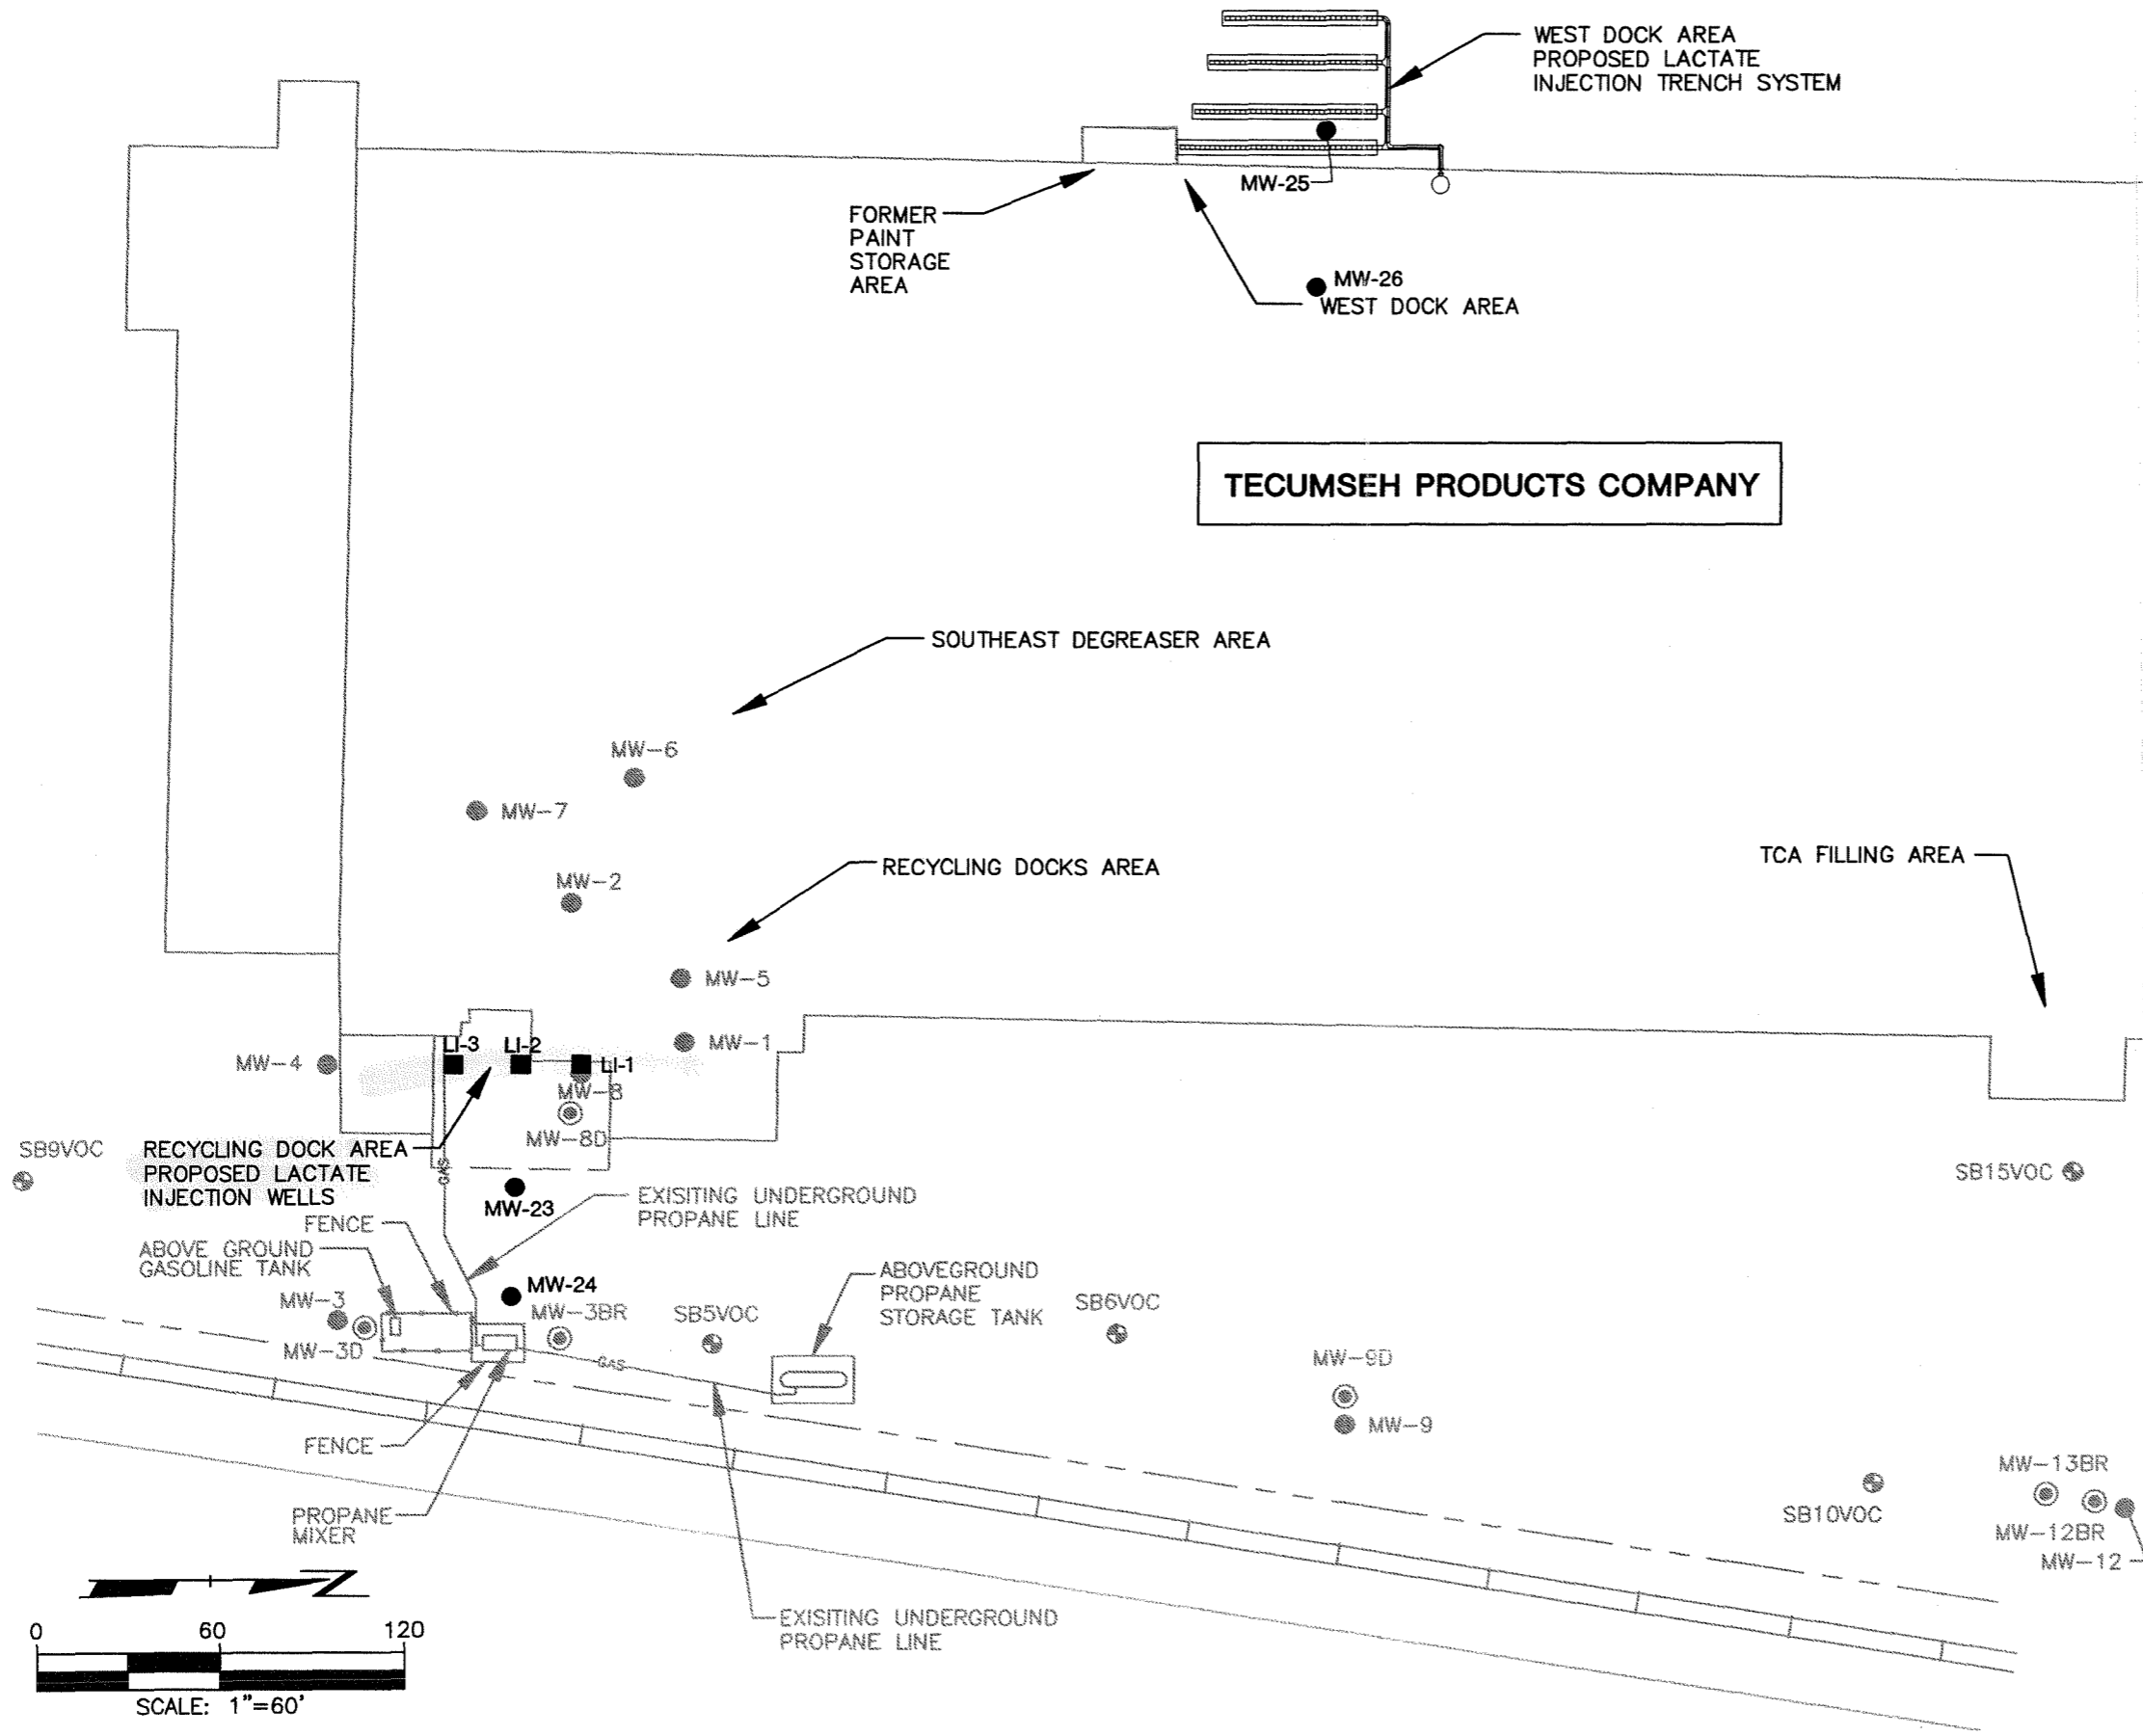 WEST DOCK AREA
PROPOSED LACTATE
INJECTION TRENCH SYSTEM
MW-25
FORMER
PAINT
STORAGE
AREA
MW-26
WEST DOCK AREA
TECUMSEH PRODUCTS COMPANY
SOUTHEAST DEGREASER AREA
MW-6
MW-7
MW-2
RECYCLING DOCKS AREA
TCA FILLING AREA
MW-5
MW-1
MW-4
LI-3
LI-2
LI-1
MW-8
MW-8D
SB9VOC
RECYCLING DOCK AREA
PROPOSED LACTATE
INJECTION WELLS
GAS
SB15VOC
MW-23
EXISITING UNDERGROUND
PROPANE LINE
FENCE
ABOVE GROUND
GASOLINE TANK
MW-24
MW-3
MW-3BR
SB5VOC
ABOVEGROUND
PROPANE
STORAGE TANK
SB6VOC
MW-3D
GAS
MW-9D
MW-9
FENCE
PROPANE
MIXER
MW-13BR
SB10VOC
MW-12BR
MW-12
N
EXISITING UNDERGROUND
PROPANE LINE
0 60 120
SCALE: 1"=60'